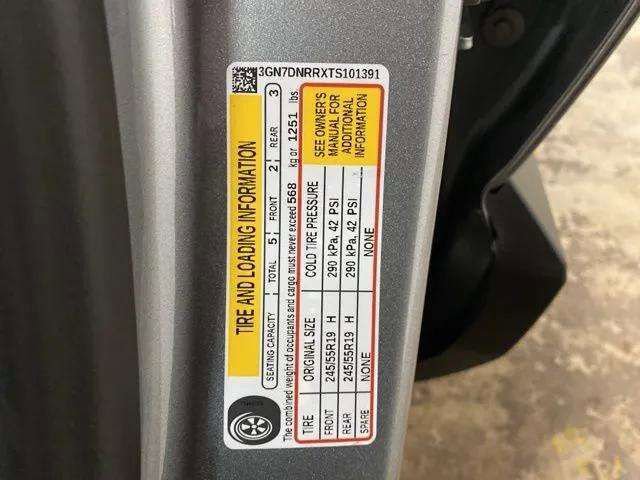 3GN7DNRRXTS101391
TIRE AND LOADING INFORMATION
SEATING CAPACITY TOTAL 5 FRONT 2 REAR 3
The combined weight of occupants and cargo must never exceed 568 kg or 1251 lbs
TIRE ORIGINAL SIZE COLD TIRE PRESSURE
FRONT 245/55R19 H 290 kPa, 42 PSI
REAR 245/55R19 H 290 kPa, 42 PSI
SPARE NONE NONE
SEE OWNER'S
MANUAL FOR
ADDITIONAL
INFORMATION